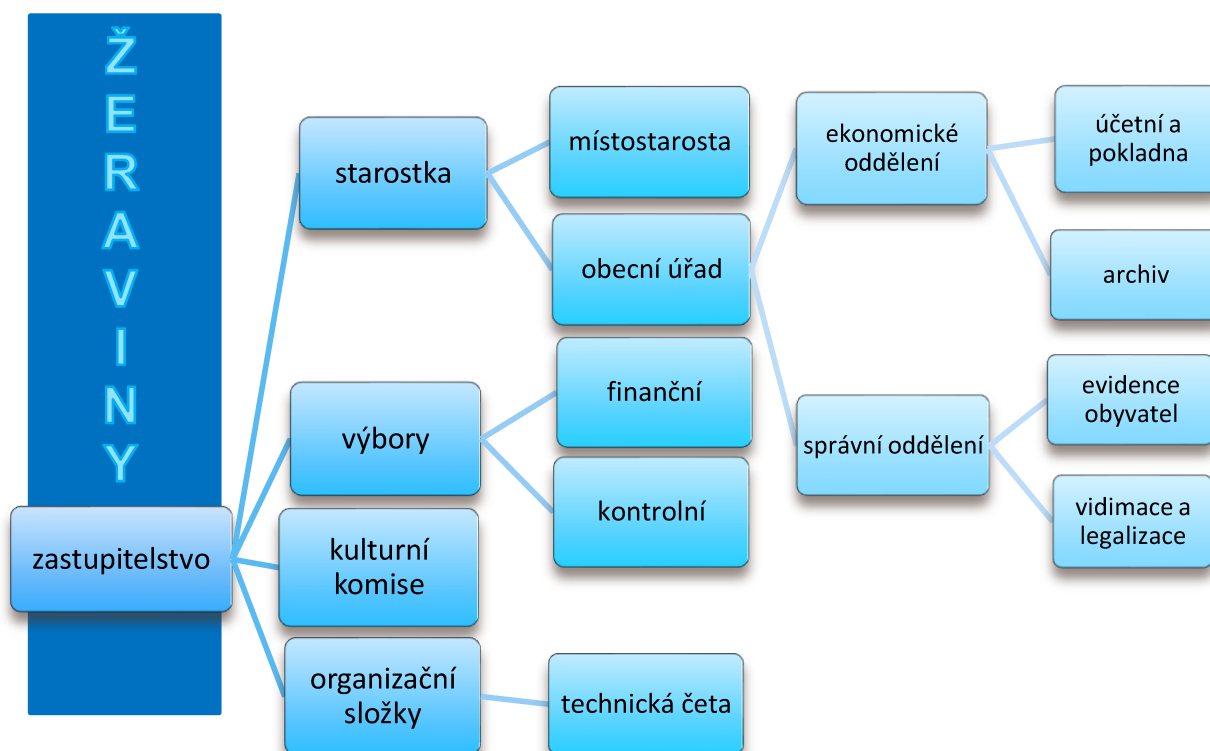 ŽERAVINY
zastupitelstvo
starostka
místostarosta
obecní úřad
ekonomické
oddělení
účetní a
pokladna
archiv
správní oddělení
evidence
obyvatel
vidimace a
legalizace
výbory
finanční
kontrolní
kulturní
komise
organizační
složky
technická četa